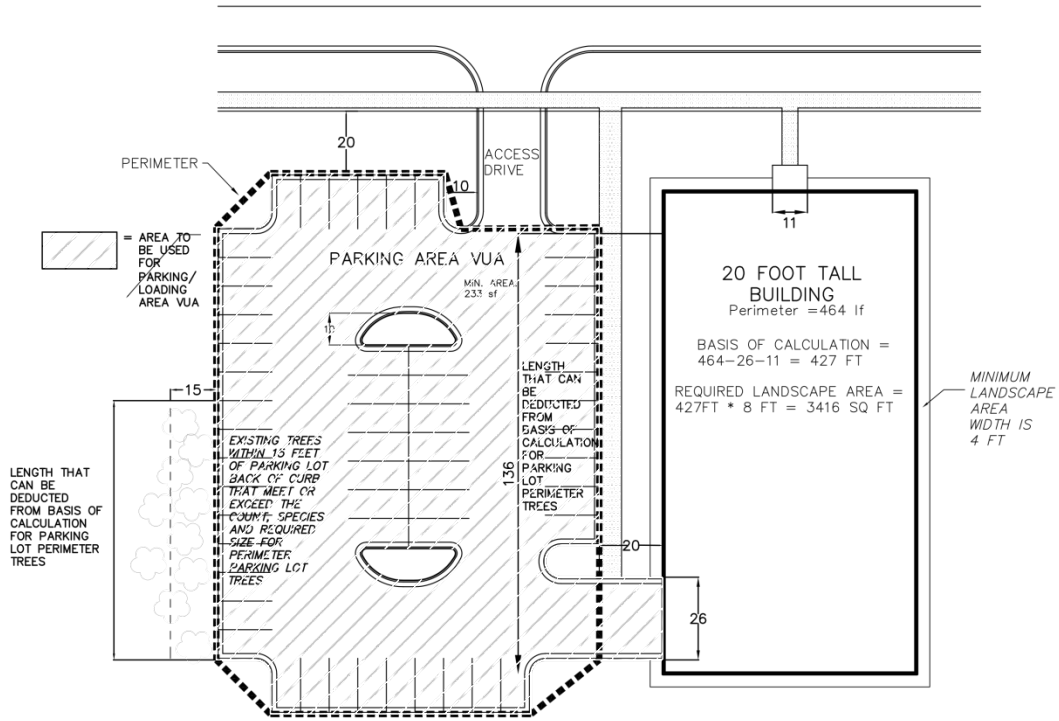 20
PERIMETER
ACCESS
DRIVE
10
11
= AREA TO
BE USED
FOR
PARKING/
LOADING
AREA VUA
PARKING AREA VUA
MIN. AREA
233 sf
10
20 FOOT TALL
BUILDING
Perimeter =464 lf
BASIS OF CALCULATION =
464-26-11 = 427 FT
REQUIRED LANDSCAPE AREA =
427FT * 8 FT = 3416 SQ FT
MINIMUM
LANDSCAPE
AREA
WIDTH IS
4 FT
15
LENGTH
THAT CAN
BE
DEDUCTED
FROM
BASIS OF
CALCULATION
FOR
PARKING
LOT
PERIMETER
TREES
136
EXISTING TREES
WITHIN 15 FEET
OF PARKING LOT
BACK OF CURB
THAT MEET OR
EXCEED THE
COUNT, SPECIES
AND REQUIRED
SIZE FOR
PERIMETER
PARKING LOT
TREES
LENGTH THAT
CAN BE
DEDUCTED
FROM BASIS OF
CALCULATION
FOR PARKING
LOT PERIMETER
TREES
20
26